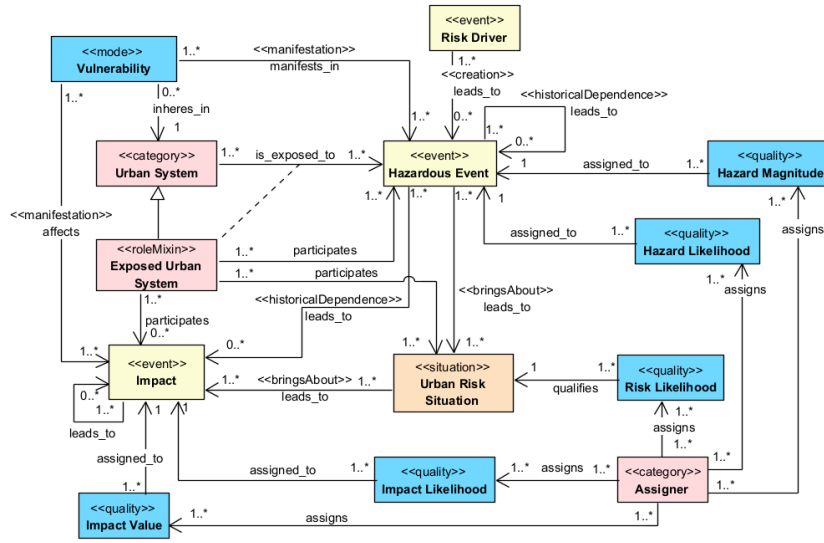 <<event>>
Risk Driver
<<mode>>
Vulnerability
1..*
<<manifestation>>
manifests_in
1..*
<<creation>>
leads_to
<<historicalDependence>>
leads_to
1..*
0..*
inheres_in
1
1..*
0..*
1..*
0..*
<<category>>
Urban System
1..*
is_exposed_to
1..*
<<event>>
Hazardous Event
1
assigned_to
1..*
<<quality>>
Hazard Magnitude
<<manifestation>>
affects
1..*
0..*
1..*
1
assigned_to
1..*
<<quality>>
Hazard Likelihood
1..*
assigns
<<roleMixin>>
Exposed Urban
System
1..*
participates
1..*
participates
1..*
assigns
1..*
participates
0..*
<<historicalDependence>>
leads_to
0..*
<<bringsAbout>>
leads_to
1..*
1..*
1..*
<<event>>
Impact
1..*
<<bringsAbout>>
leads_to
1..*
<<situation>>
Urban Risk
Situation
1
qualifies
1..*
<<quality>>
Risk Likelihood
0..*
1..*
leads_to
1
1
1..*
assigns
1..*
assigned_to
assigned_to
1..*
<<quality>>
Impact Likelihood
1..*
assigns
1..*
<<category>>
Assigner
1..*
1..*
1..*
<<quality>>
Impact Value
1..*
assigns
1..*